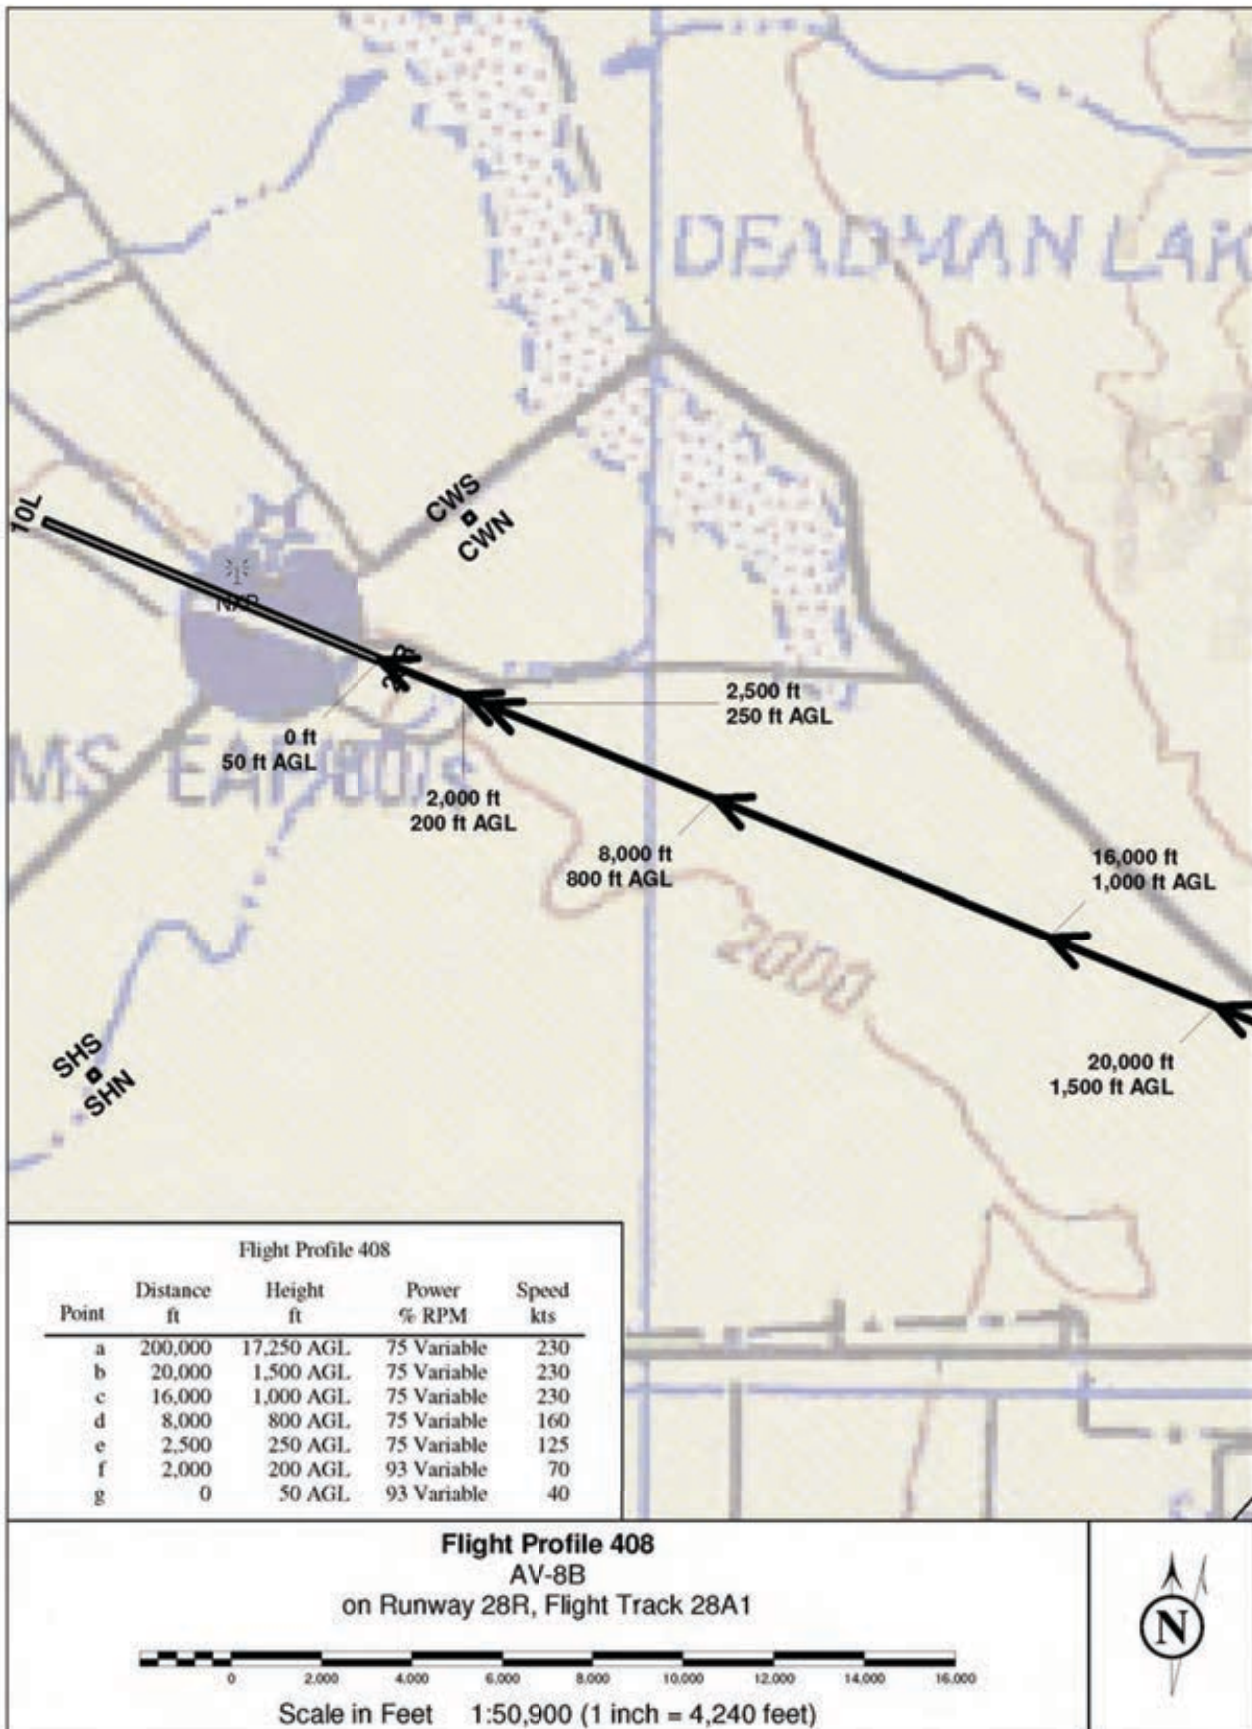 DEADMAN LAK
CWS
CWN
10L
2,500 ft
250 ft AGL
0 ft
50 ft AGL
MS
2,000 ft
200 ft AGL
8,000 ft
800 ft AGL
16,000 ft
1,000 ft AGL
2000
20,000 ft
1,500 ft AGL
SHS
SHN
Flight Profile 408
Point Distance ft Height ft Power % RPM Speed kts
a 200,000 17,250 AGL 75 Variable 230
b 20,000 1,500 AGL 75 Variable 230
c 16,000 1,000 AGL 75 Variable 230
d 8,000 800 AGL 75 Variable 160
e 2,500 250 AGL 75 Variable 125
f 2,000 200 AGL 93 Variable 70
g 0 50 AGL 93 Variable 40
Flight Profile 408
AV-8B
on Runway 28R, Flight Track 28A1
0 2,000 4,000 6,000 8,000 10,000 12,000 14,000 16,000
Scale in Feet 1:50,900 (1 inch = 4,240 feet)
N